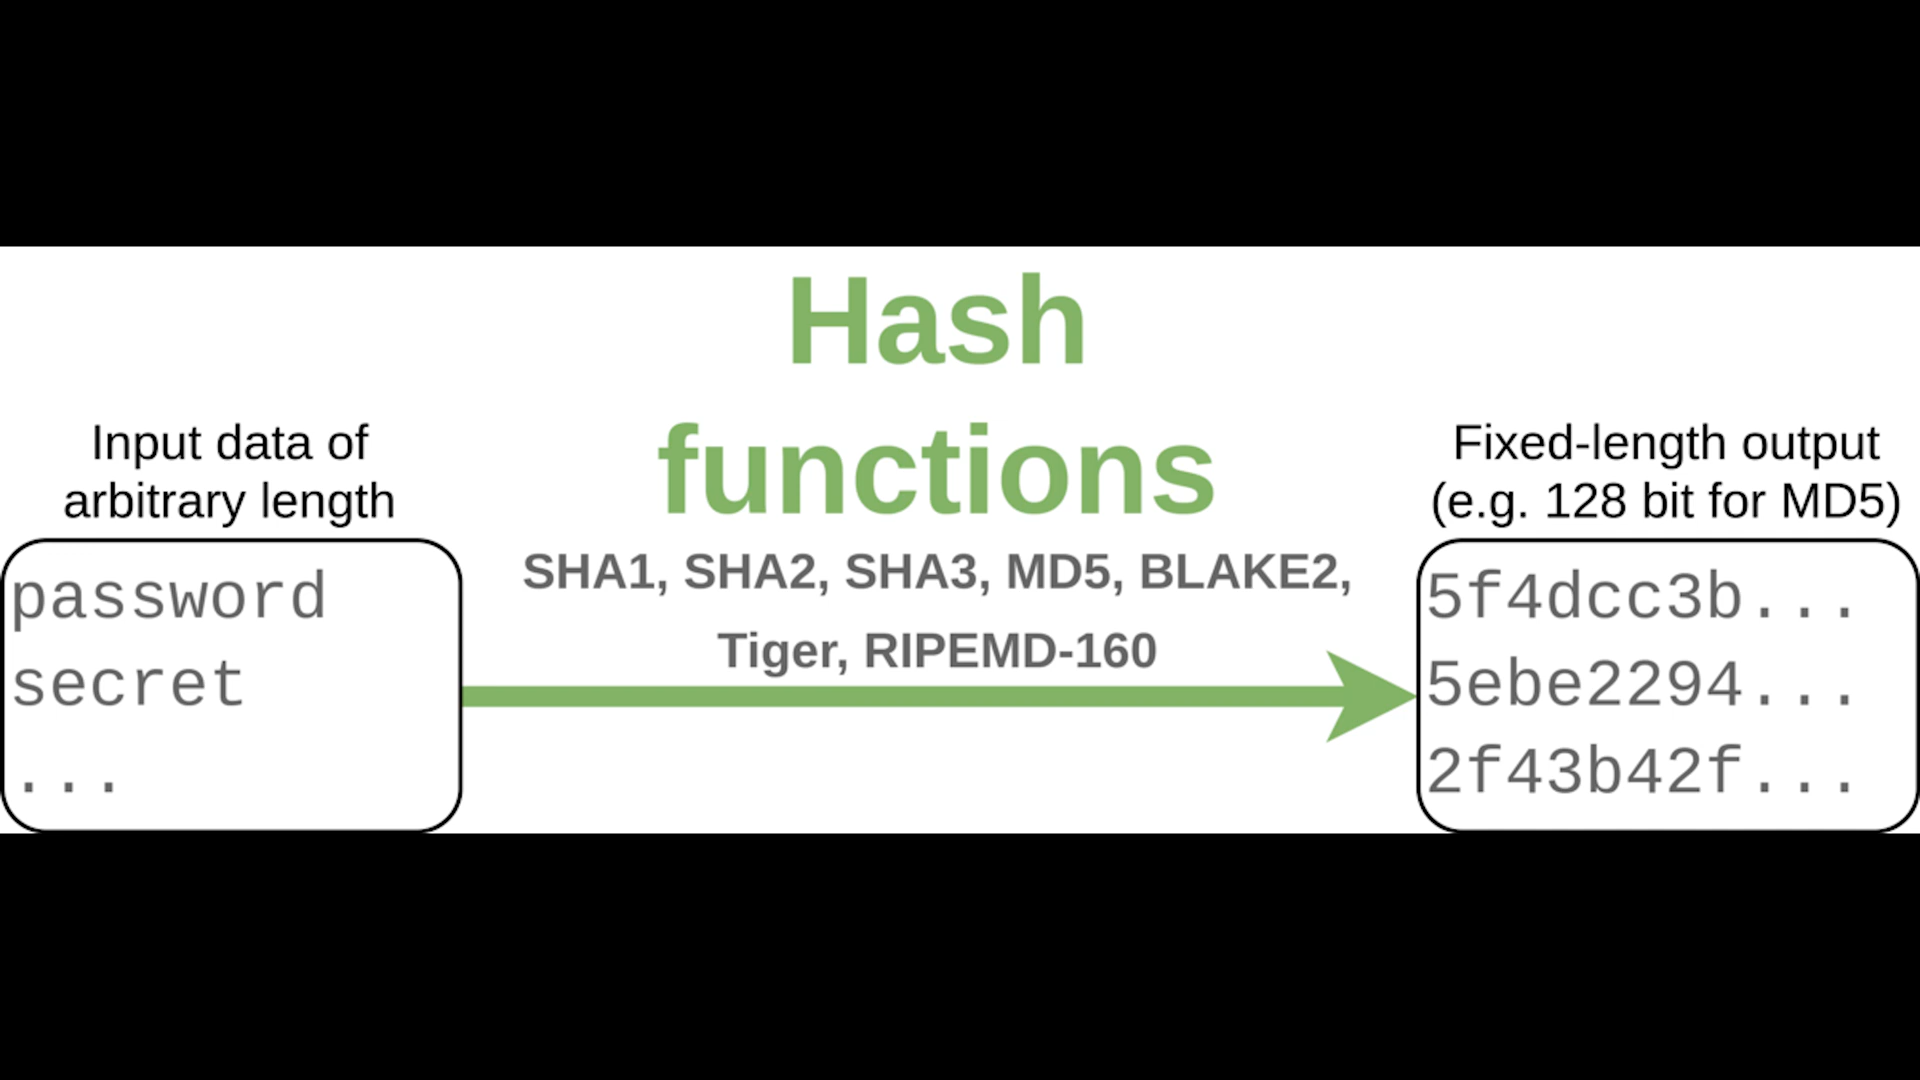 Hash
functions
Input data of
arbitrary length
Fixed-length output
(e.g. 128 bit for MD5)
SHA1, SHA2, SHA3, MD5, BLAKE2,
Tiger, RIPEMD-160
password
secret
...
5f4dcc3b...
5ebe2294...
2f43b42f...